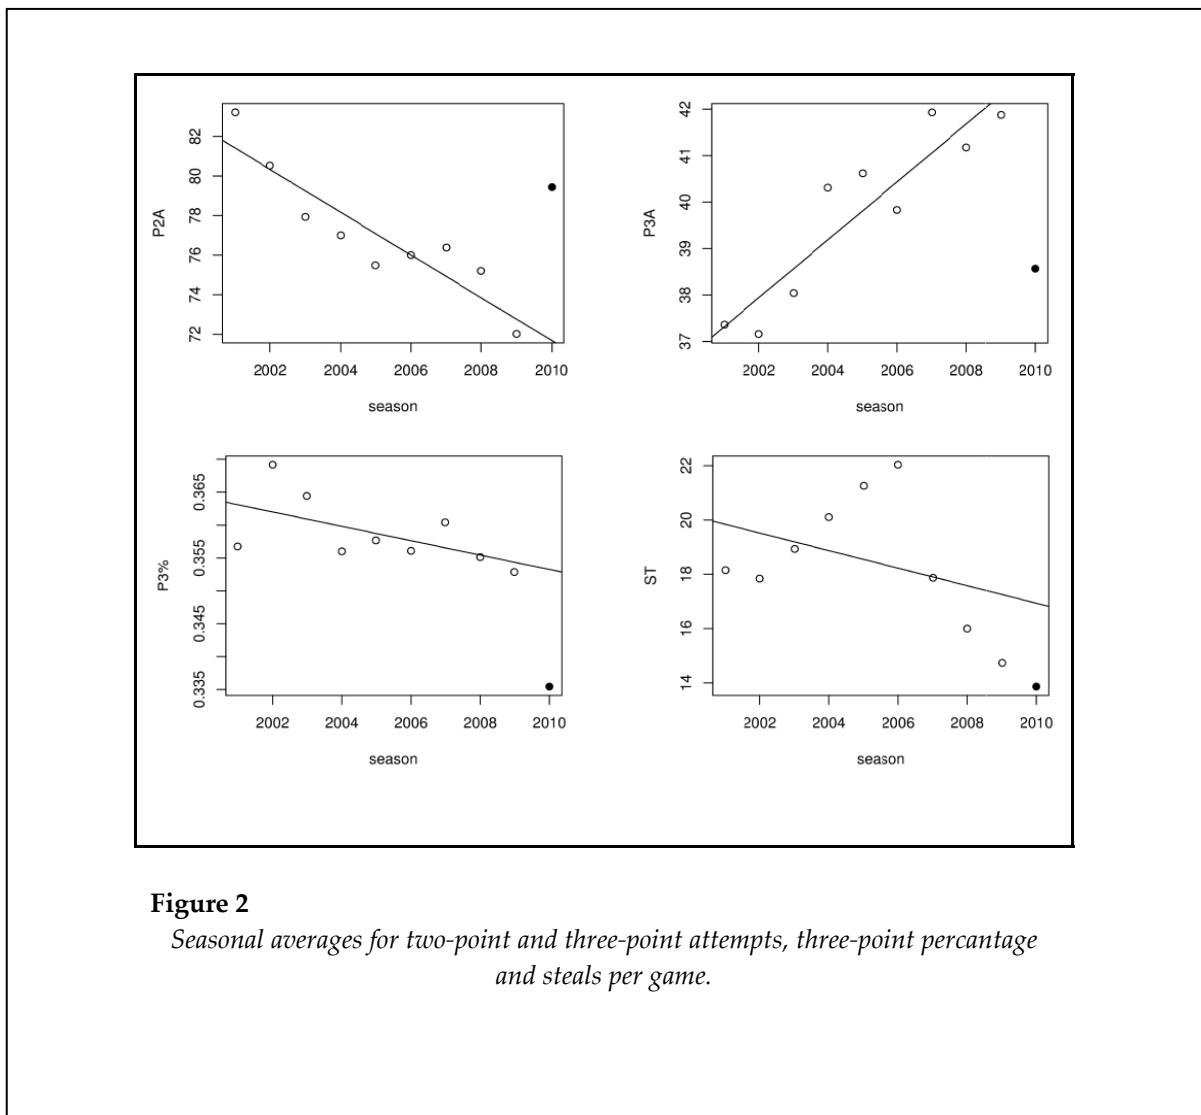 82
80
78
76
74
72
P2A
2002 2004 2006 2008 2010
season
42
41
40
39
38
37
P3A
2002 2004 2006 2008 2010
season
0.365
0.355
0.345
0.335
P3%
2002 2004 2006 2008 2010
season
22
20
18
16
14
ST
2002 2004 2006 2008 2010
season
Figure 2
Seasonal averages for two-point and three-point attempts, three-point percantage
and steals per game.